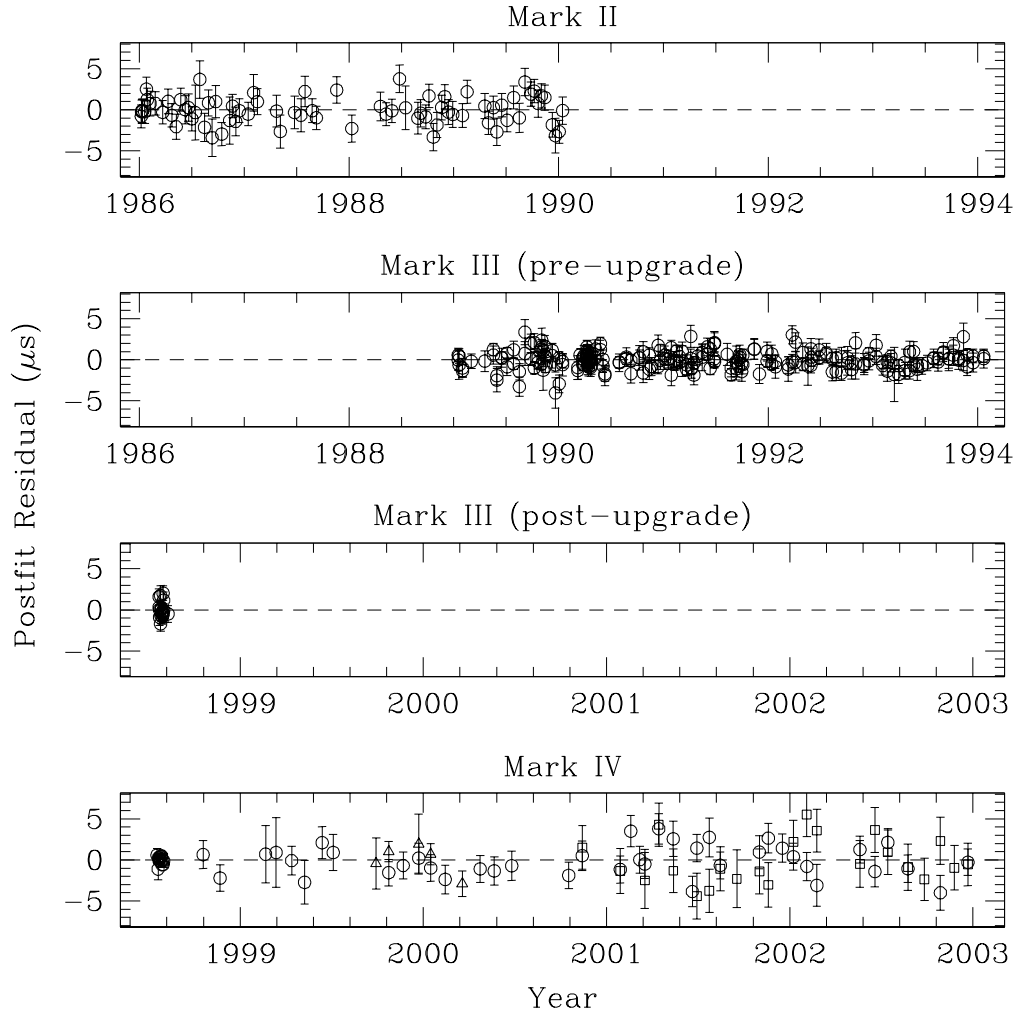 Mark II
5
0
−5
1986 1988 1990 1992 1994
Mark III (pre−upgrade)
5
0
−5
1986 1988 1990 1992 1994
Postfit Residual (μs)
Mark III (post−upgrade)
5
0
−5
1999 2000 2001 2002 2003
Mark IV
5
0
−5
1999 2000 2001 2002 2003
Year